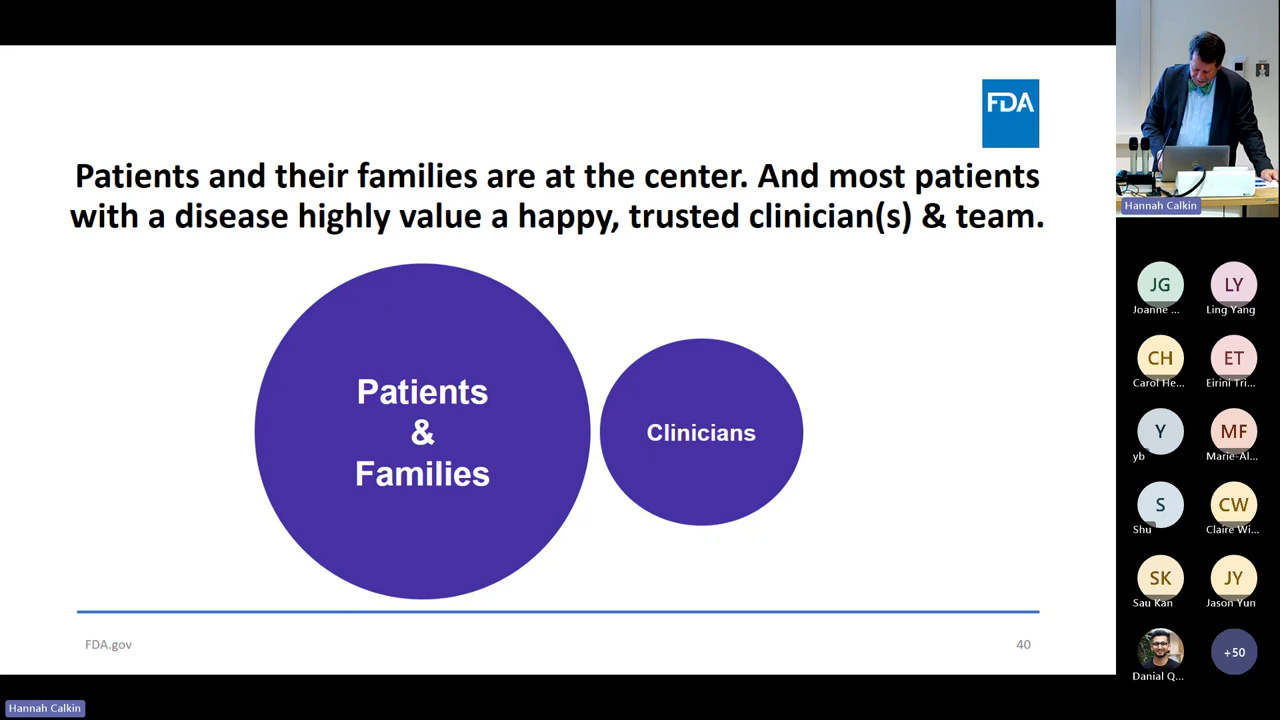 FDA
Patients and their families are at the center. And most patients
with a disease highly value a happy, trusted clinician(s) & team.
Patients
&
Families
Clinicians
FDA.gov
40
Hannah Calkin
Hannah Calkin
JG
LY
Joanne ...
Ling Yang
CH
ET
Carol He...
Eirini Tri...
Y
MF
yb
Marie-Al...
S
CW
Shu
Claire Wi...
SK
JY
Sau Kan
Jason Yun
+50
Danial Q...